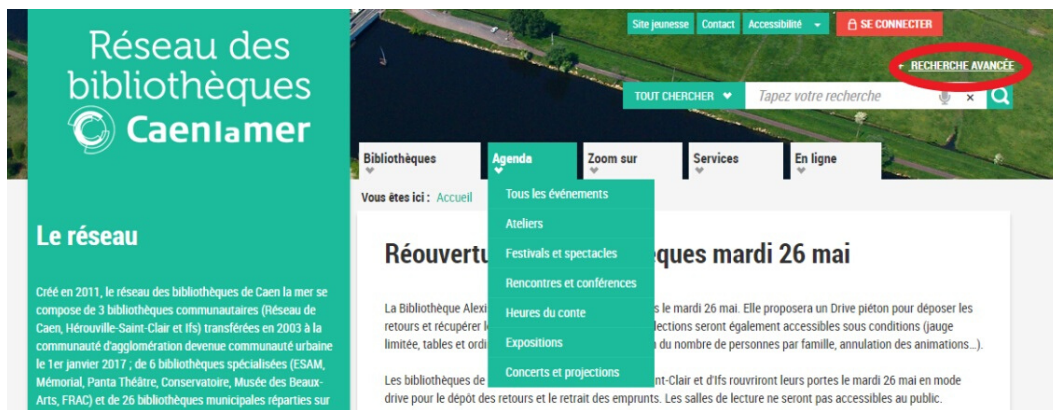 Réseau des
bibliothèques
Caenlamer
Site jeunesse Contact Accessibilité SE CONNECTER
RECHERCHE AVANCÉE
TOUT CHERCHER Tapez votre recherche ×
Bibliothèques Agenda Zoom sur Services En ligne
Vous êtes ici : Accueil
Tous les événements
Ateliers
Festivals et spectacles
Rencontres et conférences
Heures du conte
Expositions
Concerts et projections
Le réseau
Créé en 2011, le réseau des bibliothèques de Caen la mer se
compose de 3 bibliothèques communautaires (Réseau de
Caen, Hérouville-Saint-Clair et Ifs) transférées en 2003 à la
communauté d'agglomération devenue communauté urbaine
le 1er janvier 2017 ; de 6 bibliothèques spécialisées (ESAM,
Mémorial, Panta Théâtre, Conservatoire, Musée des Beaux-
Arts, FRAC) et de 26 bibliothèques municipales réparties sur
Réouvertu ques mardi 26 mai
La Bibliothèque Alexi s le mardi 26 mai. Elle proposera un Drive piéton pour déposer les
retours et récupérer l lections seront également accessibles sous conditions (jauge
limitée, tables et ordi du nombre de personnes par famille, annulation des animations...).
Les bibliothèques de nt-Clair et d'Ifs rouvriront leurs portes le mardi 26 mai en mode
drive pour le dépôt des retours et le retrait des emprunts. Les salles de lecture ne seront pas accessibles au public.